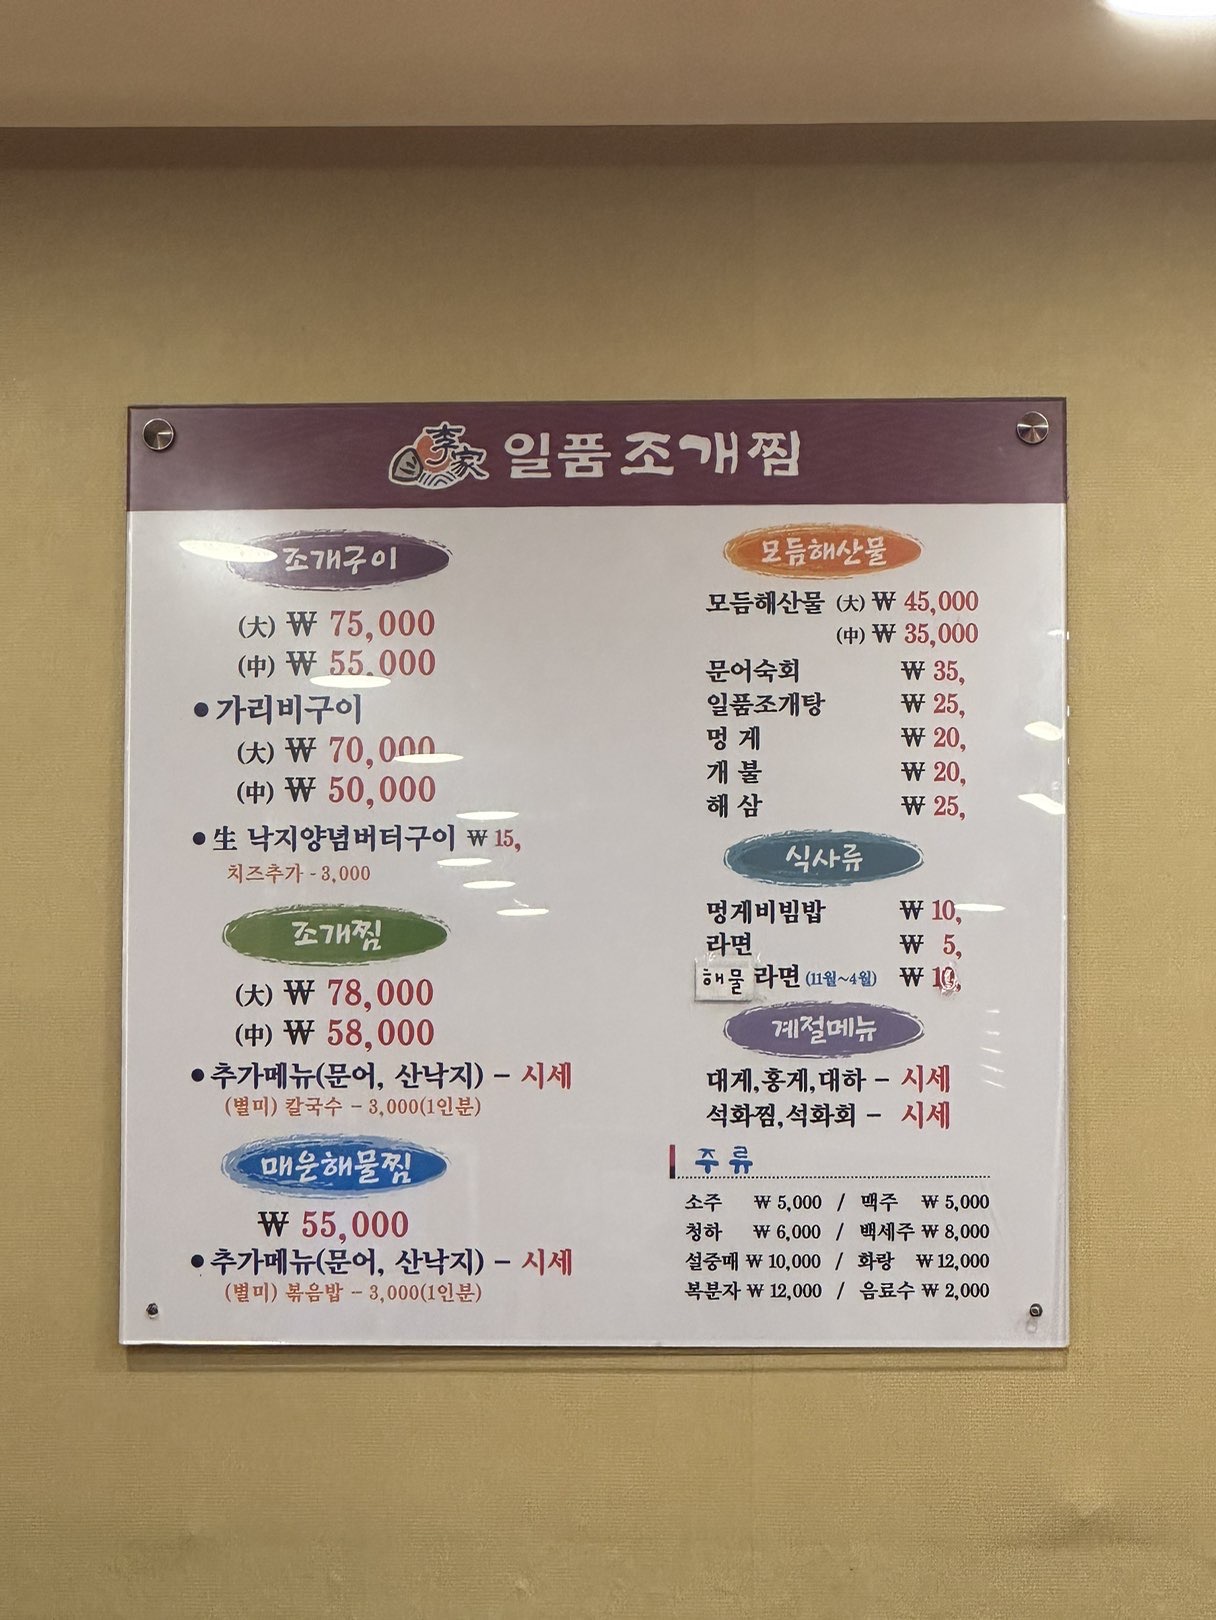 李家 일품조개찜
조개구이
(大) ₩ 75,000
(中) ₩ 55,000
● 가리비구이
(大) ₩ 70,000
(中) ₩ 50,000
● 生 낙지양념버터구이 ₩ 15,
치즈추가 - 3,000
조개찜
(大) ₩ 78,000
(中) ₩ 58,000
● 추가메뉴(문어, 산낙지) - 시세
(별미) 칼국수 - 3,000(1인분)
매운해물찜
₩ 55,000
● 추가메뉴(문어, 산낙지) - 시세
(별미) 볶음밥 - 3,000(1인분)
모듬해산물
모듬해산물 (大) ₩ 45,000
(中) ₩ 35,000
문어숙회 ₩ 35,
일품조개탕 ₩ 25,
멍 게 ₩ 20,
개 불 ₩ 20,
해 삼 ₩ 25,
식사류
멍게비빔밥 ₩ 10,
라면 ₩ 5,
해물 라면 (11월~4월) ₩ 10,
계절메뉴
대게,홍게,대하 - 시세
석화찜,석화회 - 시세
주 류
소주 ₩ 5,000 / 맥주 ₩ 5,000
청하 ₩ 6,000 / 백세주 ₩ 8,000
설중매 ₩ 10,000 / 화랑 ₩ 12,000
복분자 ₩ 12,000 / 음료수 ₩ 2,000